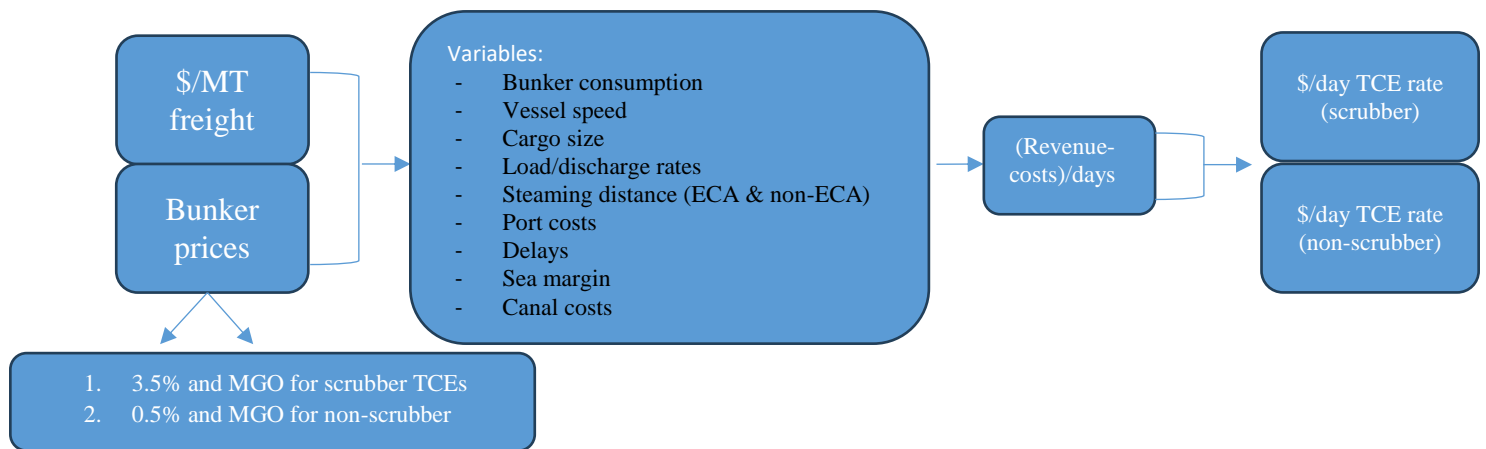 $/MT
freight
Bunker
prices
Variables:
- Bunker consumption
- Vessel speed
- Cargo size
- Load/discharge rates
- Steaming distance (ECA & non-ECA)
- Port costs
- Delays
- Sea margin
- Canal costs
(Revenue-
costs)/days
$/day TCE rate
(scrubber)
$/day TCE rate
(non-scrubber)
1. 3.5% and MGO for scrubber TCEs
2. 0.5% and MGO for non-scrubber